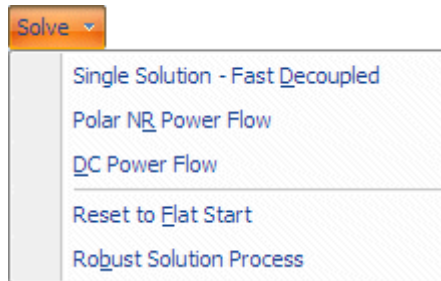 Solve
Single Solution - Fast Decoupled
Polar NR Power Flow
DC Power Flow
Reset to Flat Start
Robust Solution Process